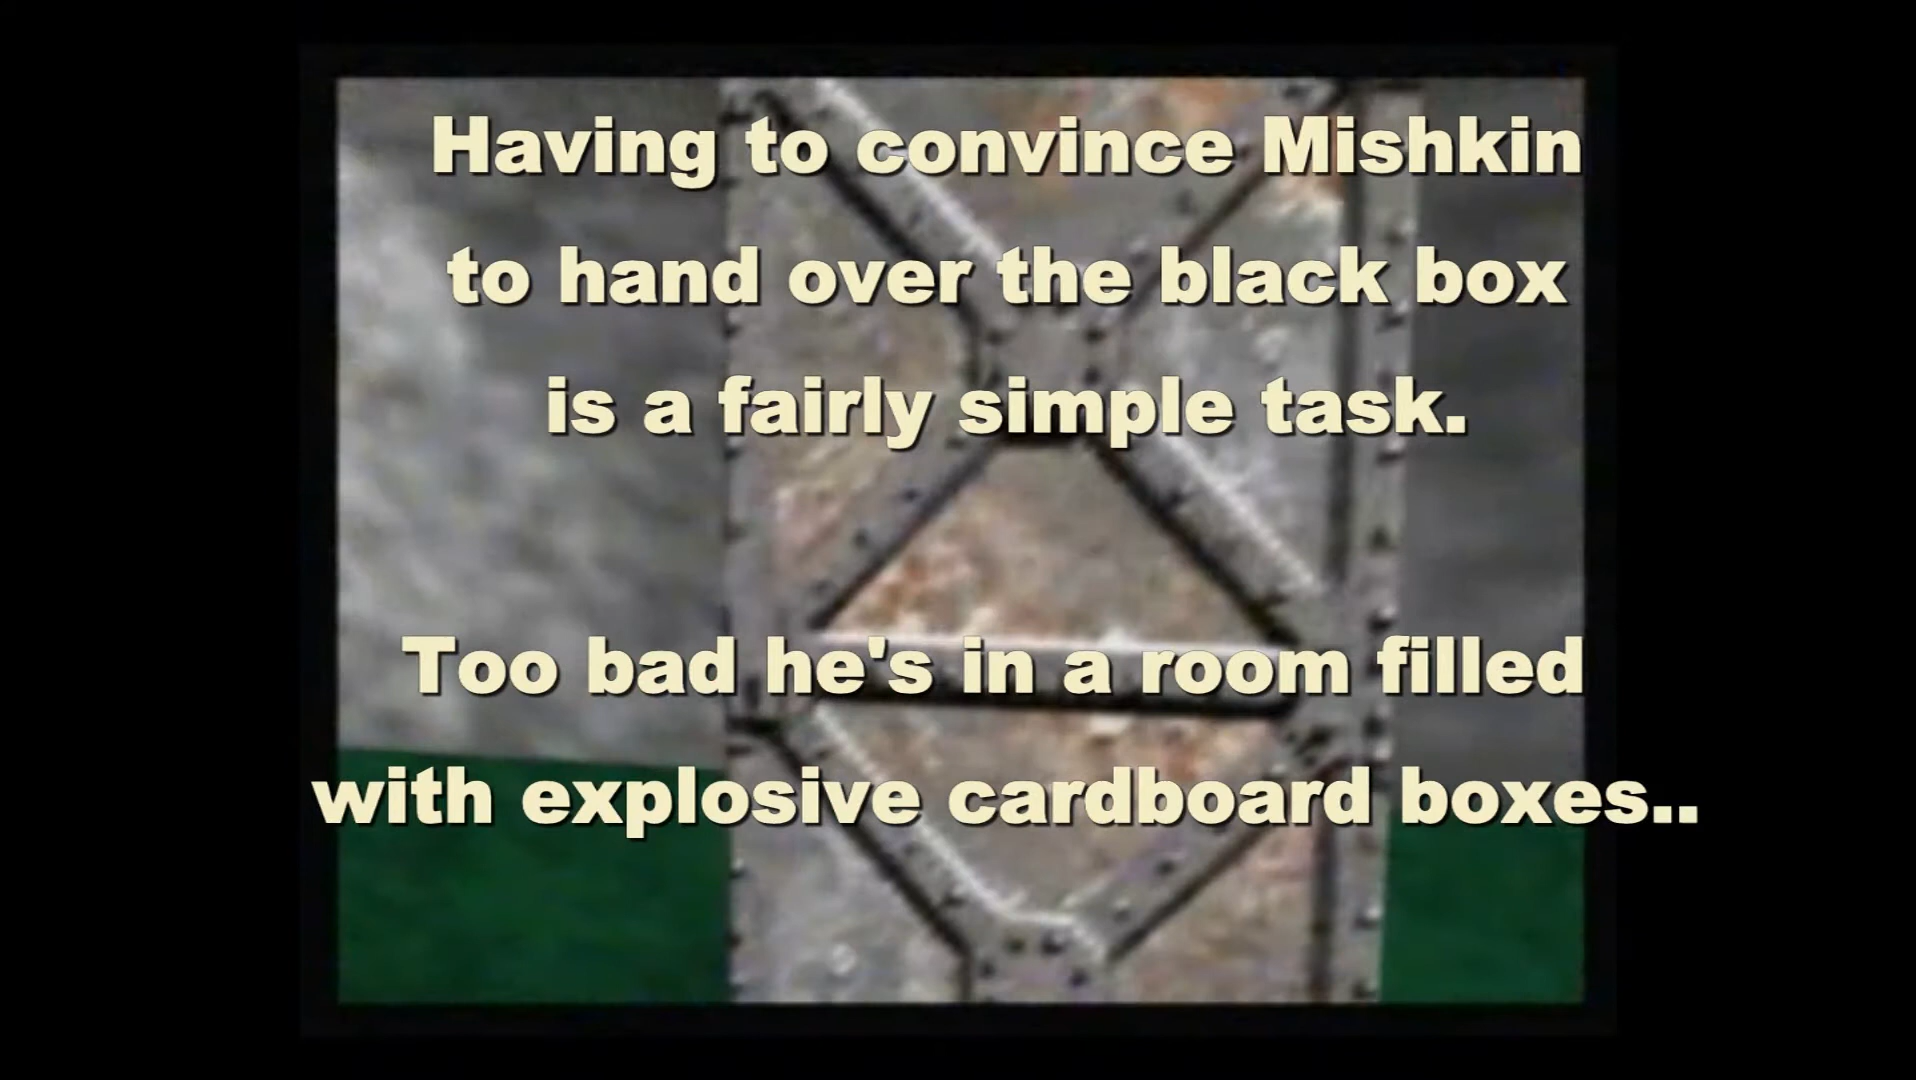 Having to convince Mishkin
to hand over the black box
is a fairly simple task.
Too bad he's in a room filled
with explosive cardboard boxes..